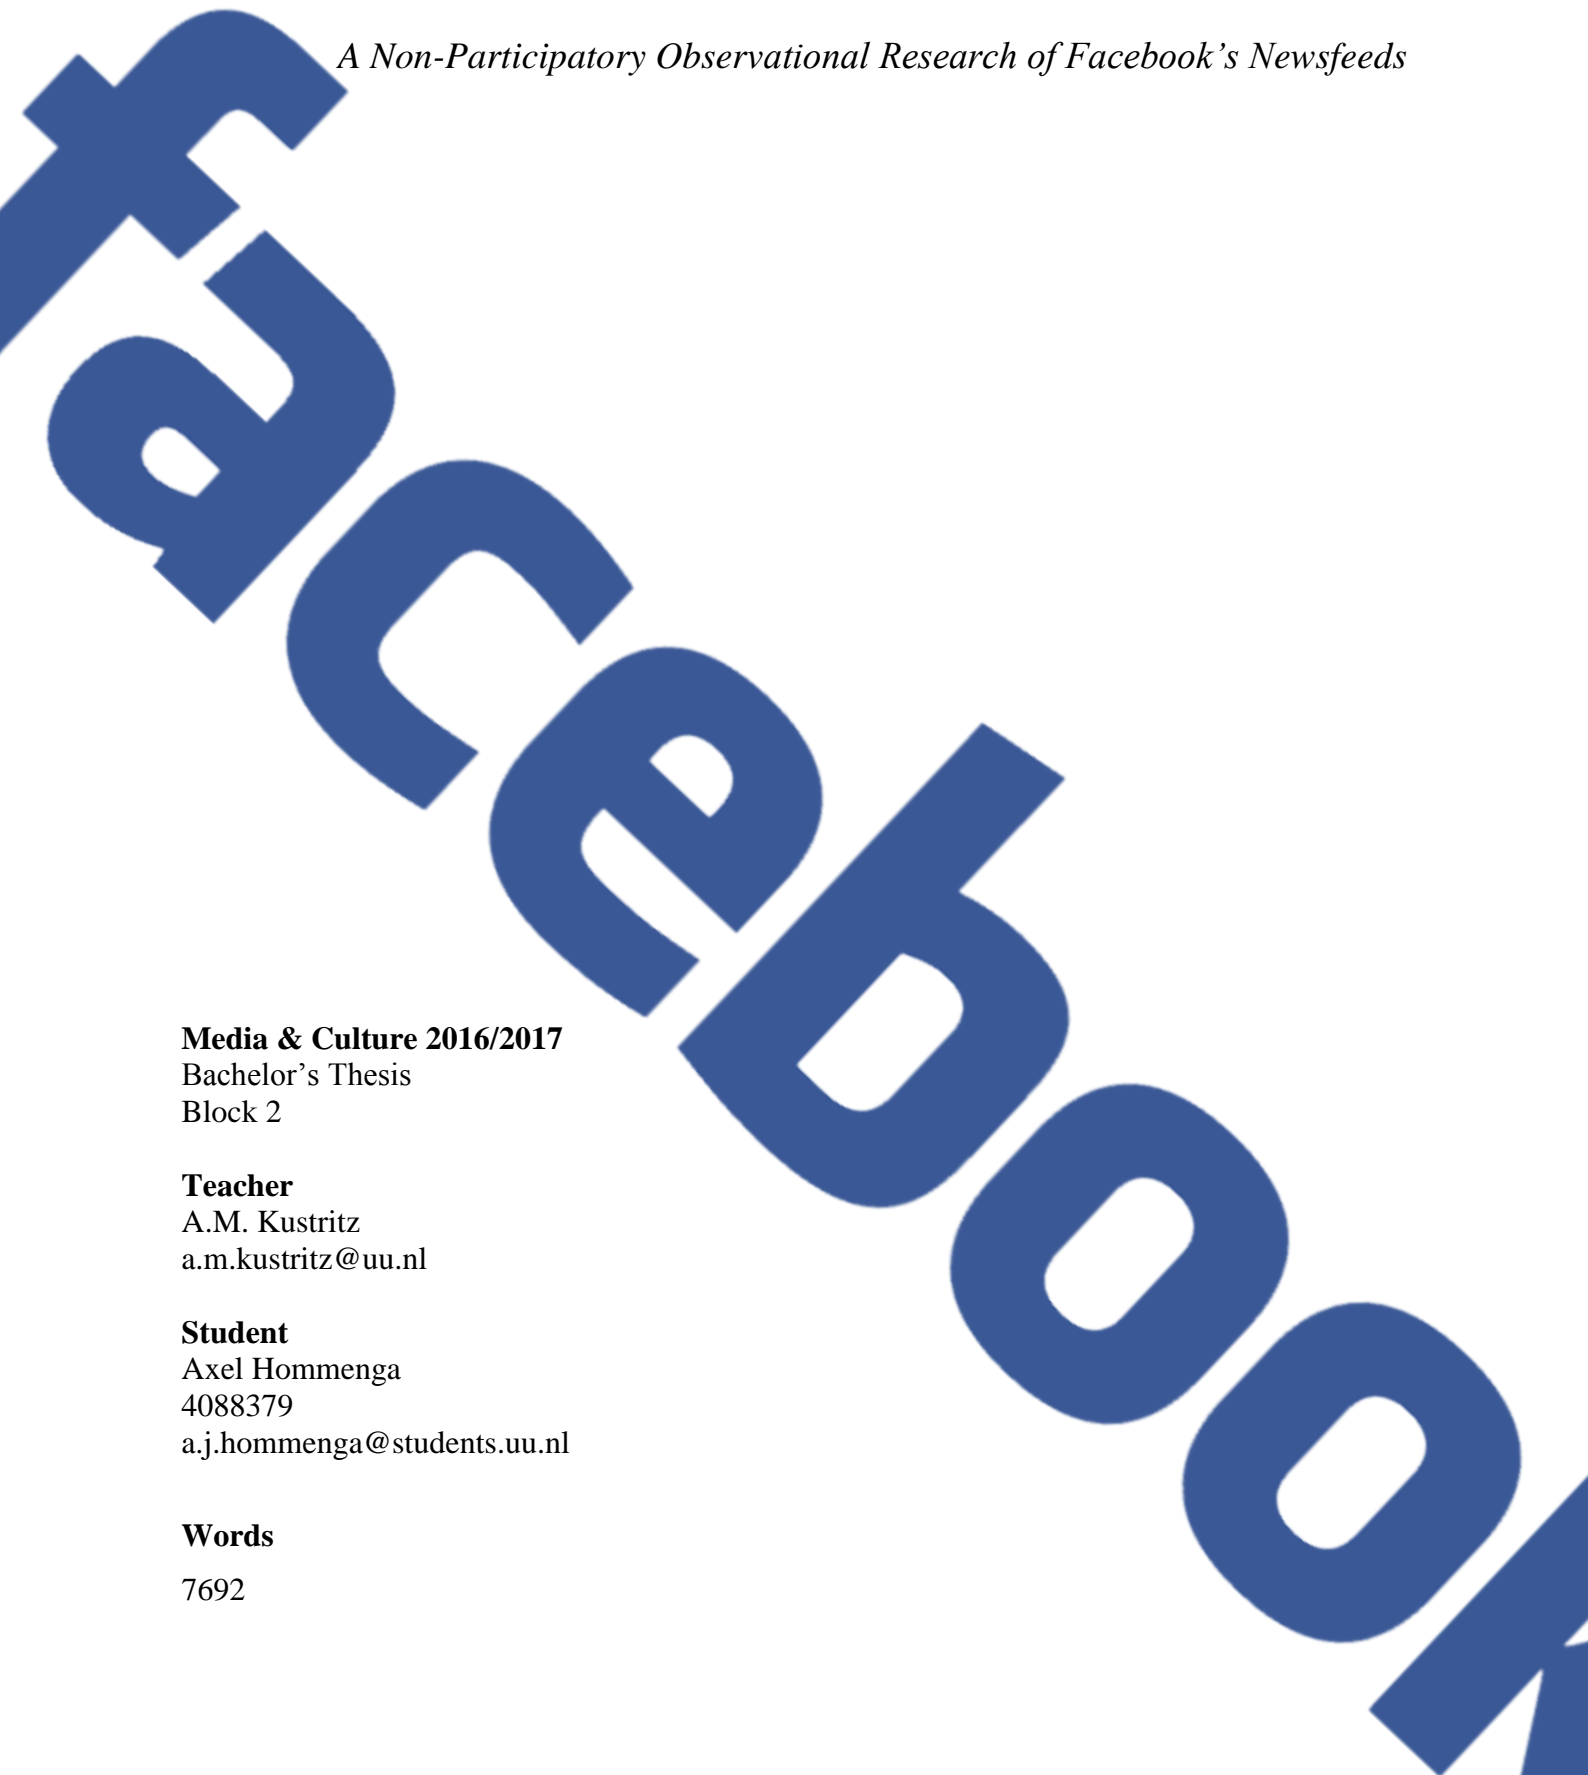 A Non-Participatory Observational Research of Facebook’s Newsfeeds
facebook
Media & Culture 2016/2017
Bachelor’s Thesis
Block 2
Teacher
A.M. Kustritz
a.m.kustritz@uu.nl
Student
Axel Hommenga
4088379
a.j.hommenga@students.uu.nl
Words
7692